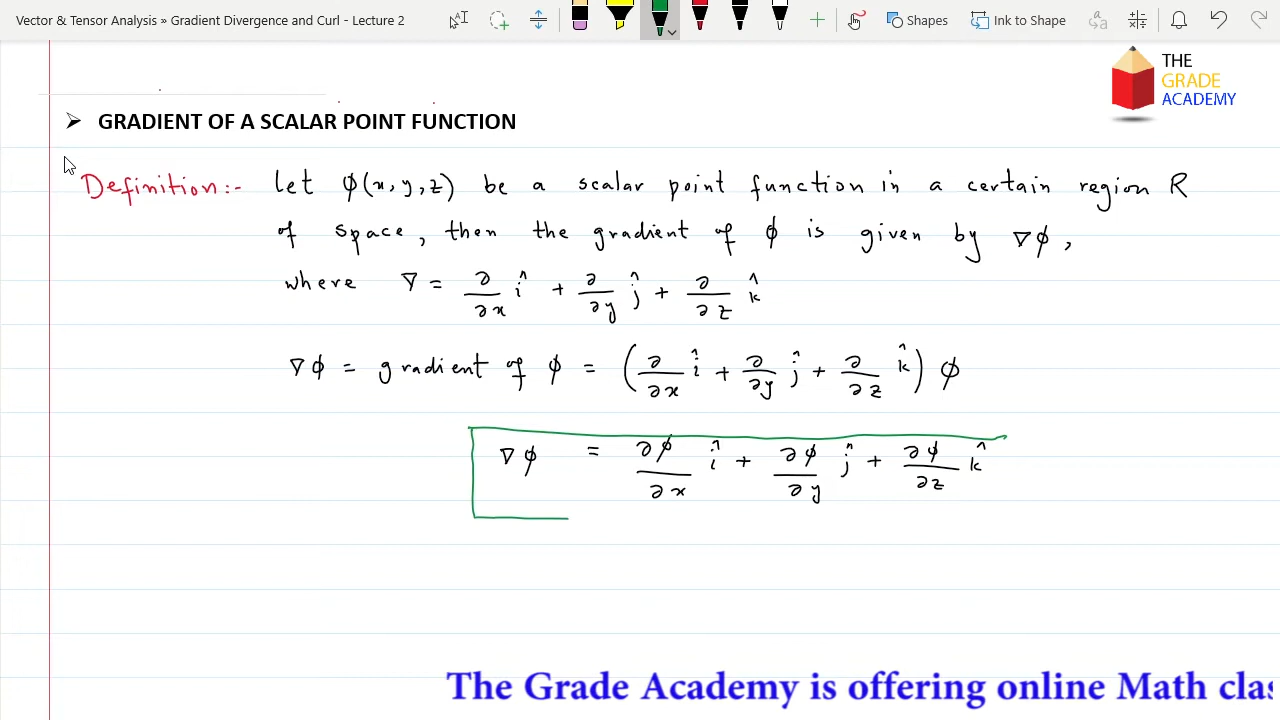 Vector & Tensor Analysis » Gradient Divergence and Curl - Lecture 2
Shapes
Ink to Shape
THE
GRADE
ACADEMY
➢ GRADIENT OF A SCALAR POINT FUNCTION
Definition:- let ϕ(x,y,z) be a scalar point function in a certain region R
of space, then the gradient of ϕ is given by ∇ϕ,
where ∇ = ∂/∂x î + ∂/∂y ĵ + ∂/∂z k̂
∇ϕ = gradient of ϕ = (∂/∂x î + ∂/∂y ĵ + ∂/∂z k̂) ϕ
∇ϕ = ∂ϕ/∂x î + ∂ϕ/∂y ĵ + ∂ϕ/∂z k̂
The Grade Academy is offering online Math clas